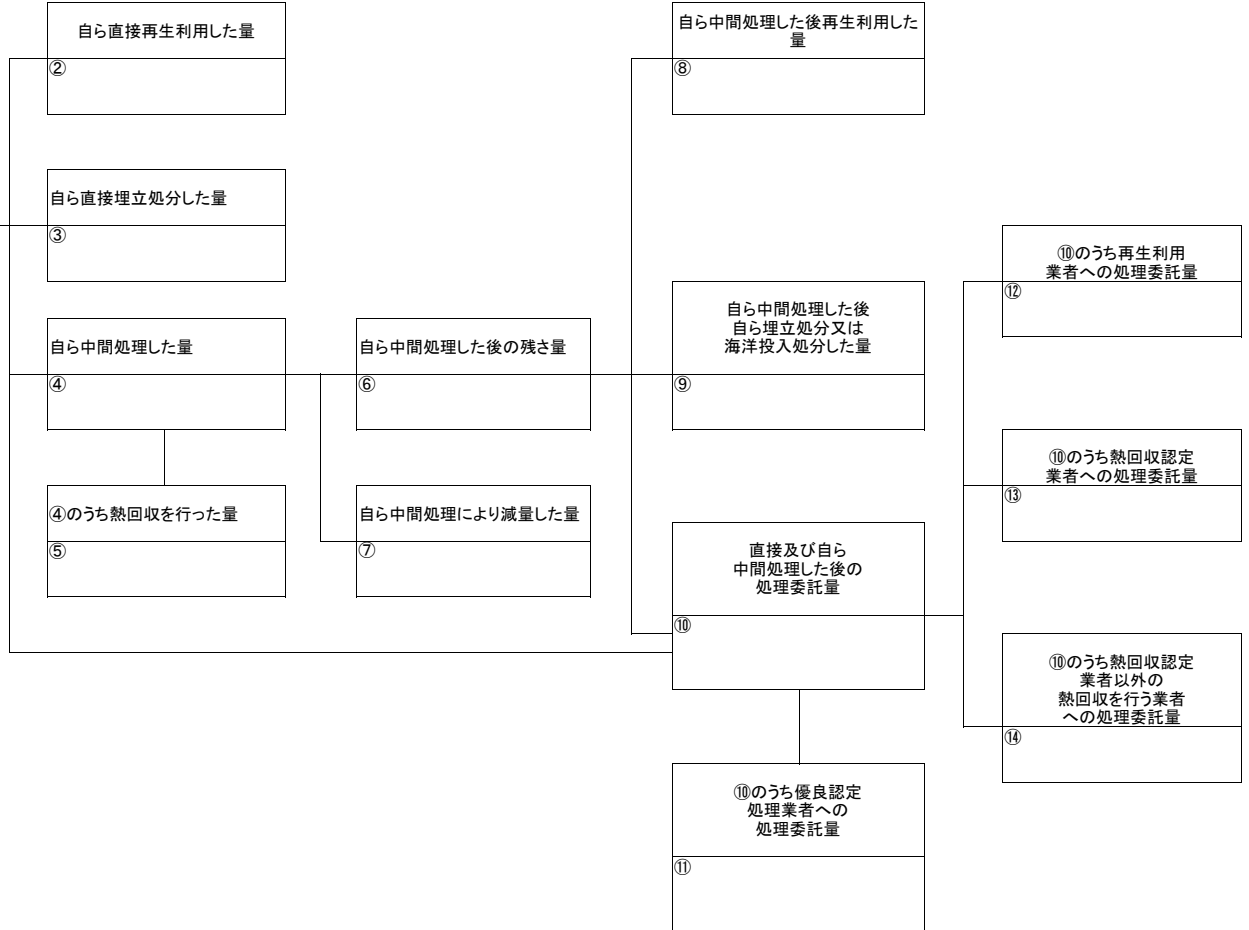 自ら直接再生利用した量
②
自ら直接埋立処分した量
③
自ら中間処理した量
④
④のうち熱回収を行った量
⑤
自ら中間処理した後の残さ量
⑥
自ら中間処理により減量した量
⑦
自ら中間処理した後再生利用した
量
⑧
自ら中間処理した後
自ら埋立処分又は
海洋投入処分した量
⑨
直接及び自ら
中間処理した後の
処理委託量
⑩
⑩のうち優良認定
処理業者への
処理委託量
⑪
⑩のうち再生利用
業者への処理委託量
⑫
⑩のうち熱回収認定
業者への処理委託量
⑬
⑩のうち熱回収認定
業者以外の
熱回収を行う業者
への処理委託量
⑭